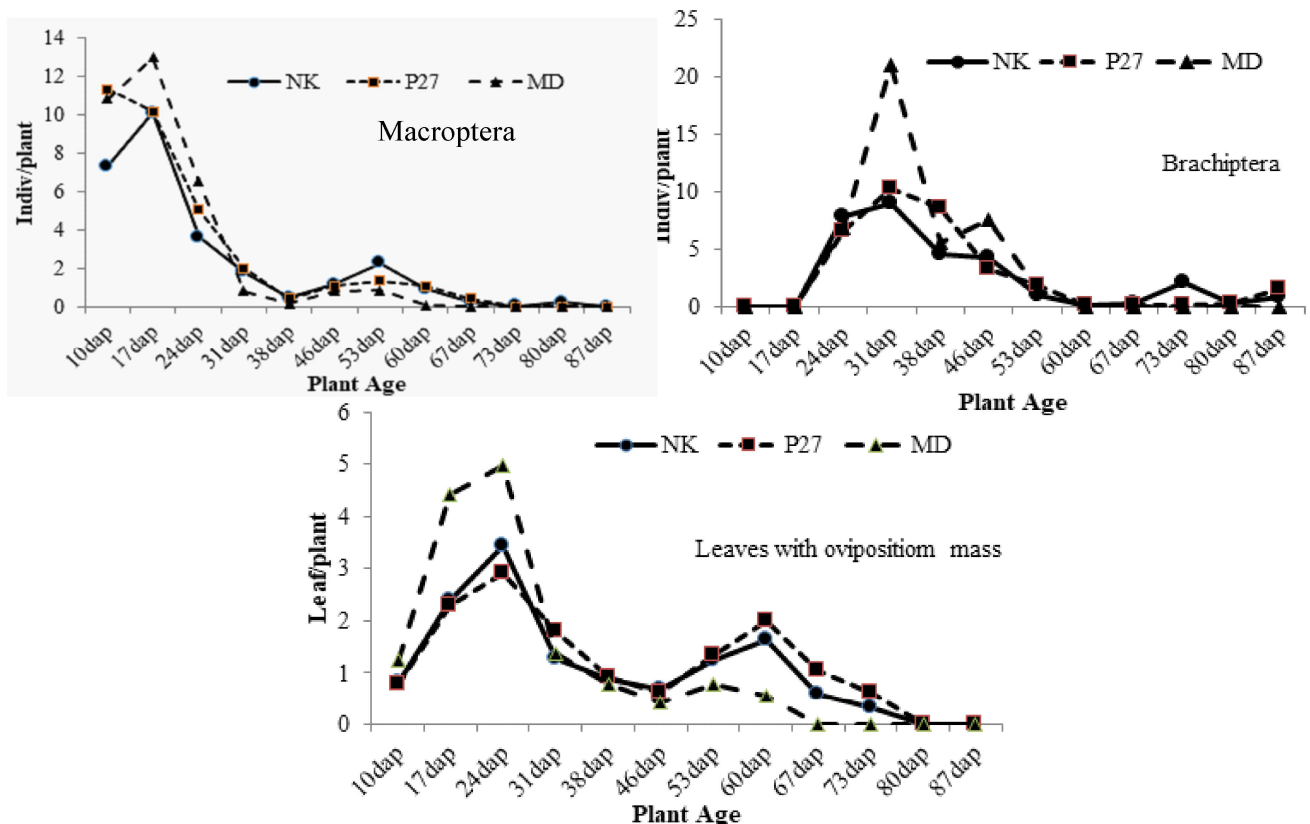 14
12
10
8
6
4
2
0
Indiv/plant
NK P27 MD
Macroptera
10dap 17dap 24dap 31dap 38dap 46dap 53dap 60dap 67dap 73dap 80dap 87dap
Plant Age
25
20
15
10
5
0
Indiv/plant
NK P27 MD
Brachiptera
10dap 17dap 24dap 31dap 38dap 46dap 53dap 60dap 67dap 73dap 80dap 87dap
Plant Age
6
5
4
3
2
1
0
Leaf/plant
NK P27 MD
Leaves with ovipositiom mass
10dap 17dap 24dap 31dap 38dap 46dap 53dap 60dap 67dap 73dap 80dap 87dap
Plant Age